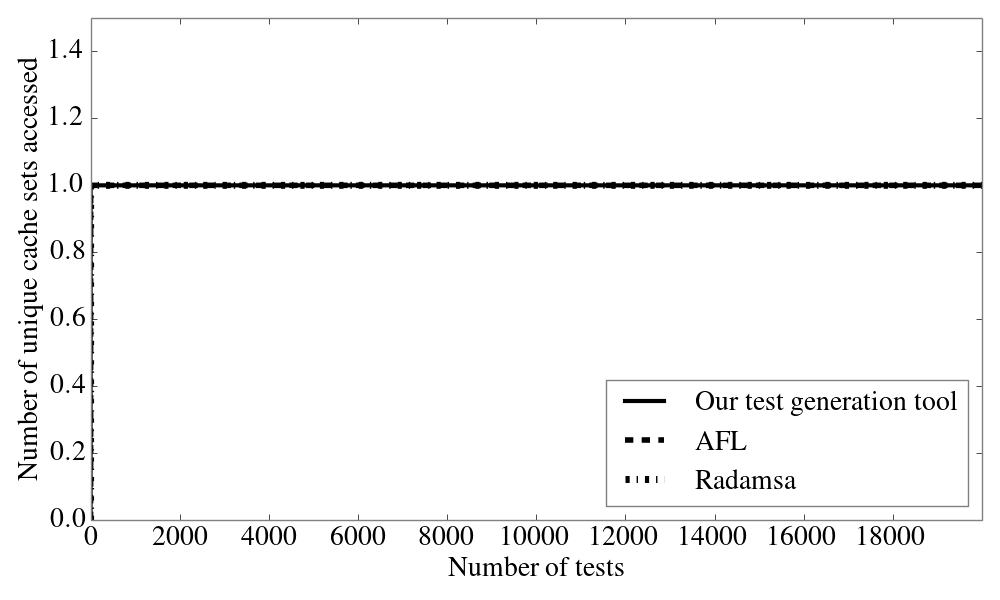 Number of unique cache sets accessed
1.4
1.2
1.0
0.8
0.6
0.4
0.2
0.0
Our test generation tool
AFL
Radamsa
0 2000 4000 6000 8000 10000 12000 14000 16000 18000
Number of tests